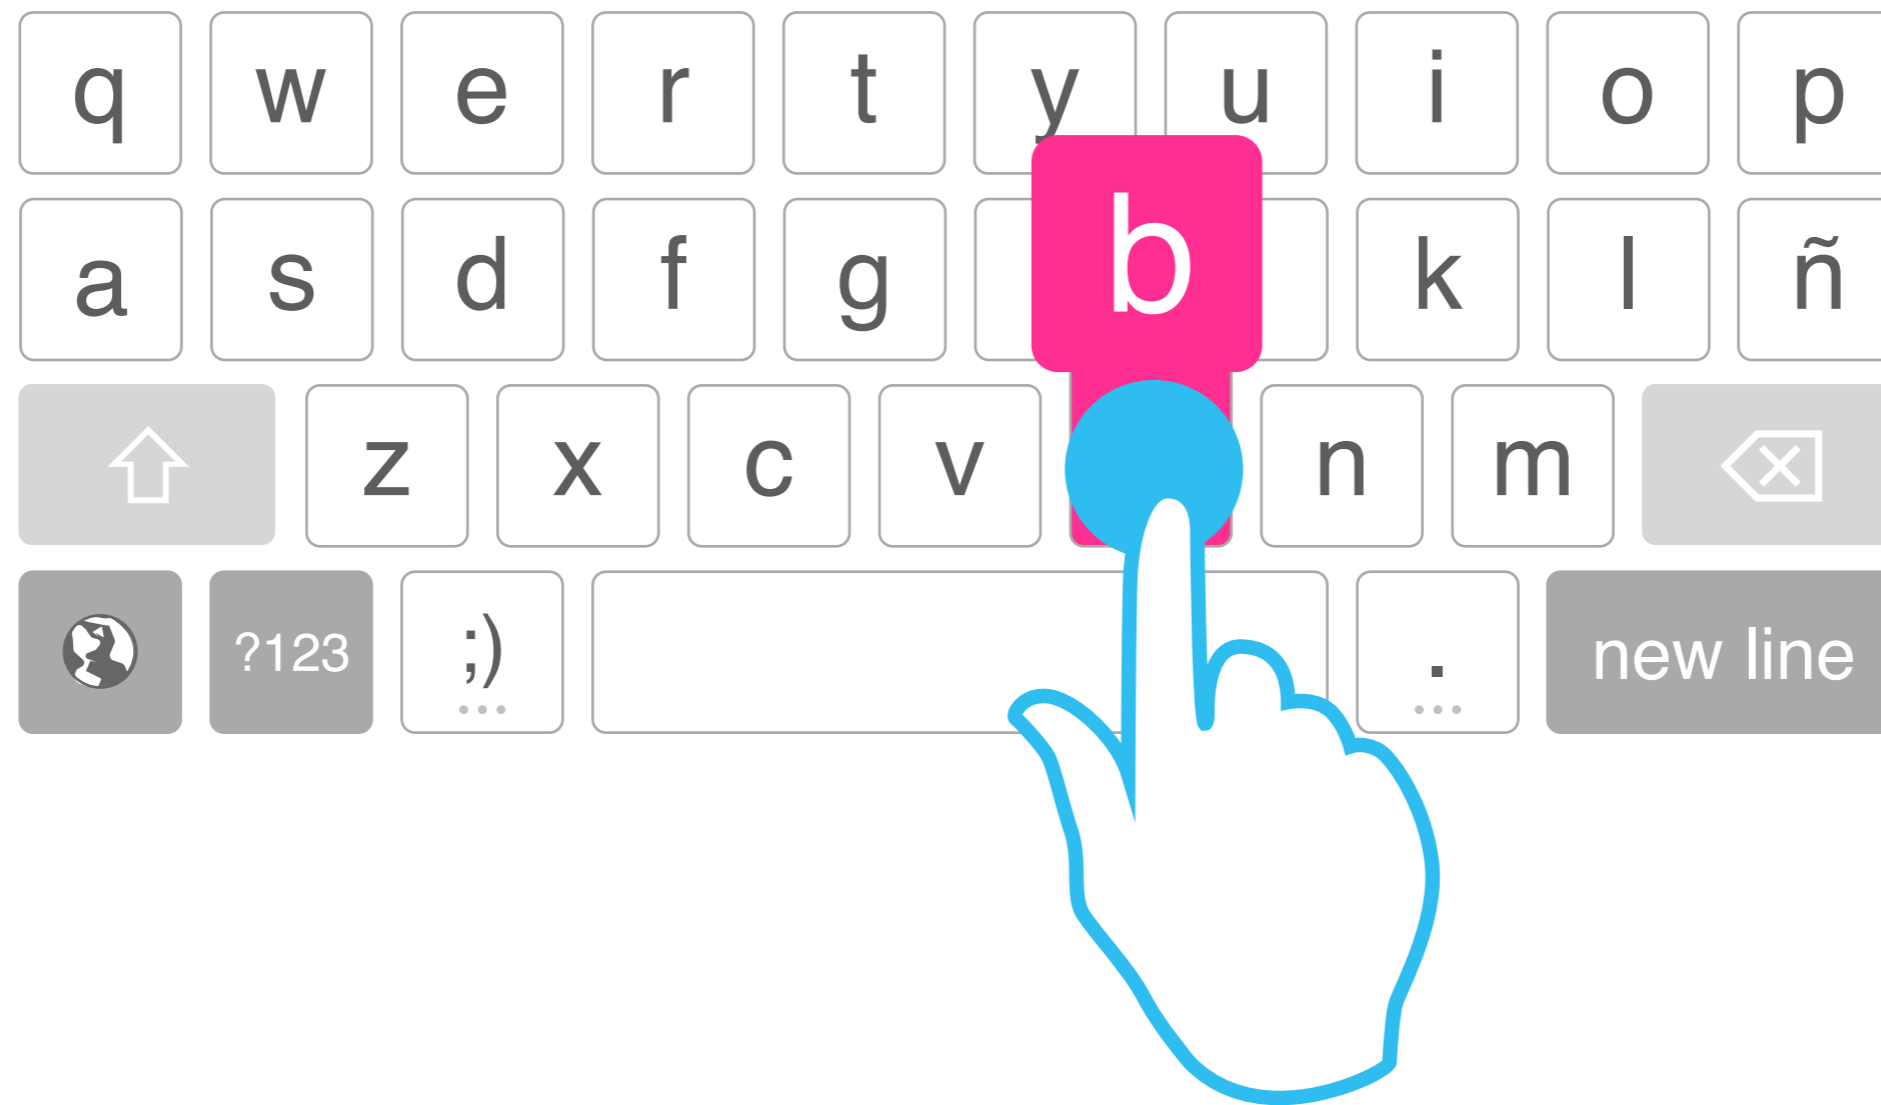 q w e r t y u i o p
a s d f g b k l ñ
z x c v n m
?123 ;) . new line